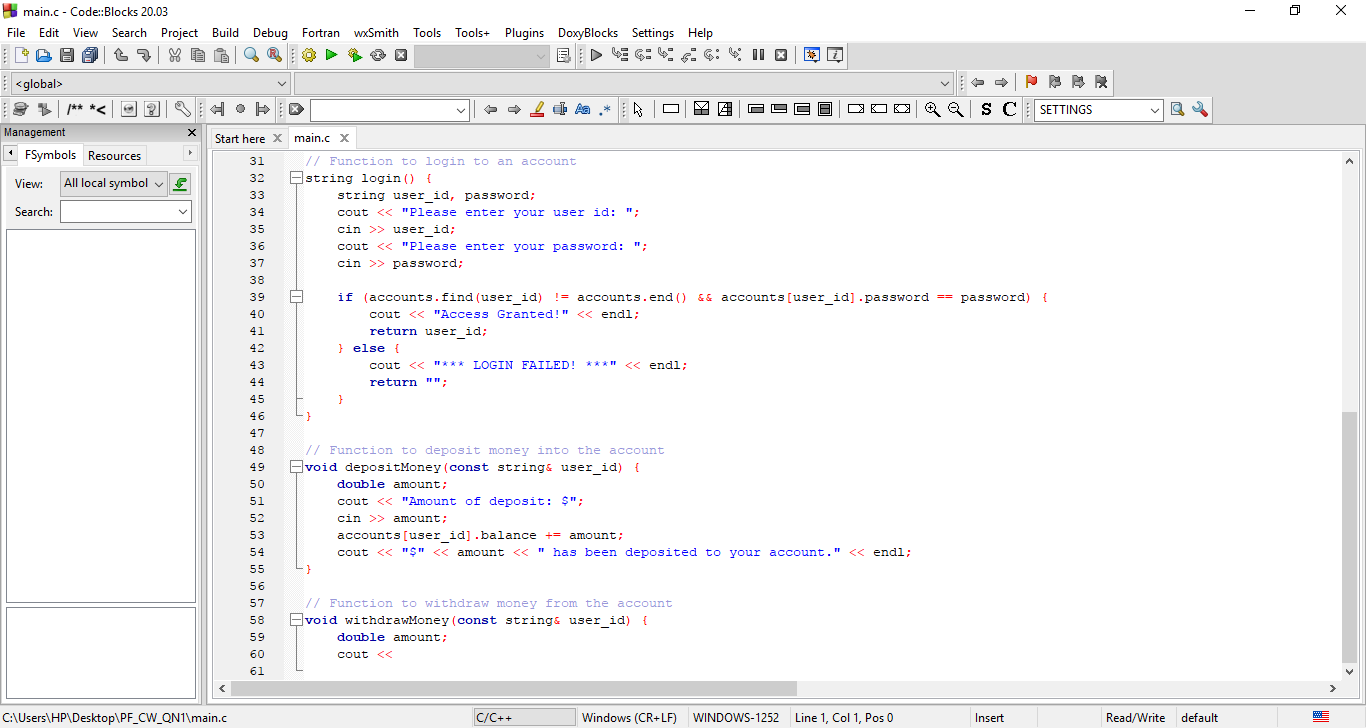 main.c - Code::Blocks 20.03
File Edit View Search Project Build Debug Fortran wxSmith Tools Tools+ Plugins DoxyBlocks Settings Help
<global>
/** *<
Aa .* S C SETTINGS
Management
Start here main.c
FSymbols Resources
View: All local symbol
Search:
31 // Function to login to an account
32 string login() {
33 string user_id, password;
34 cout << "Please enter your user id: ";
35 cin >> user_id;
36 cout << "Please enter your password: ";
37 cin >> password;
38
39 if (accounts.find(user_id) != accounts.end() && accounts[user_id].password == password) {
40 cout << "Access Granted!" << endl;
41 return user_id;
42 } else {
43 cout << "*** LOGIN FAILED! ***" << endl;
44 return "";
45 }
46 }
47
48 // Function to deposit money into the account
49 void depositMoney(const string& user_id) {
50 double amount;
51 cout << "Amount of deposit: $";
52 cin >> amount;
53 accounts[user_id].balance += amount;
54 cout << "$" << amount << " has been deposited to your account." << endl;
55 }
56
57 // Function to withdraw money from the account
58 void withdrawMoney(const string& user_id) {
59 double amount;
60 cout <<
61
C:\Users\HP\Desktop\PF_CW_QN1\main.c C/C++ Windows (CR+LF) WINDOWS-1252 Line 1, Col 1, Pos 0 Insert Read/Write default